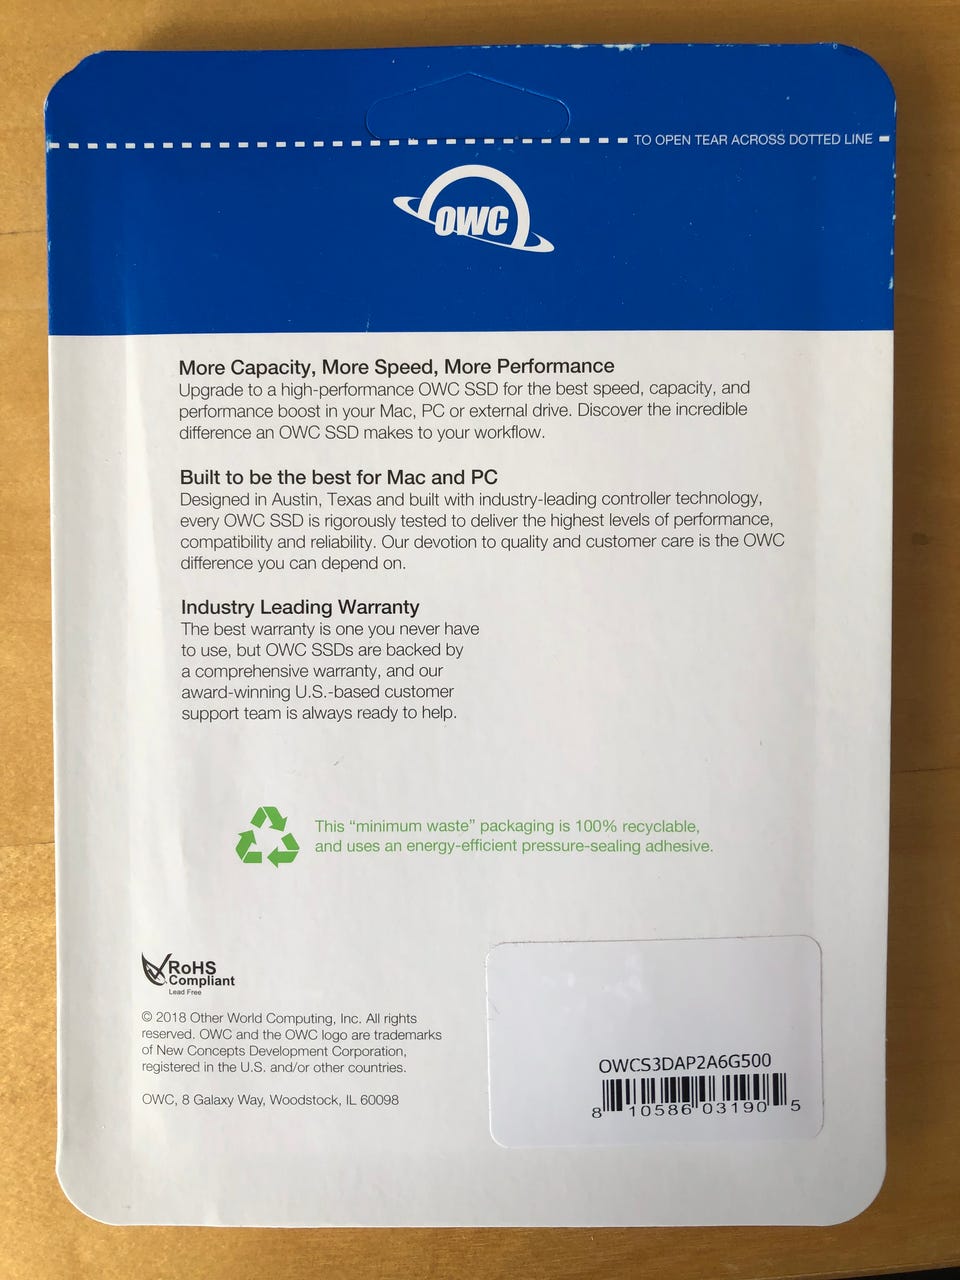 TO OPEN TEAR ACROSS DOTTED LINE
OWC
More Capacity, More Speed, More Performance
Upgrade to a high-performance OWC SSD for the best speed, capacity, and
performance boost in your Mac, PC or external drive. Discover the incredible
difference an OWC SSD makes to your workflow.
Built to be the best for Mac and PC
Designed in Austin, Texas and built with industry-leading controller technology,
every OWC SSD is rigorously tested to deliver the highest levels of performance,
compatibility and reliability. Our devotion to quality and customer care is the OWC
difference you can depend on.
Industry Leading Warranty
The best warranty is one you never have
to use, but OWC SSDs are backed by
a comprehensive warranty, and our
award-winning U.S.-based customer
support team is always ready to help.
This “minimum waste” packaging is 100% recyclable,
and uses an energy-efficient pressure-sealing adhesive.
RoHS
Compliant
Lead Free
© 2018 Other World Computing, Inc. All rights
reserved. OWC and the OWC logo are trademarks
of New Concepts Development Corporation,
registered in the U.S. and/or other countries.
OWC, 8 Galaxy Way, Woodstock, IL 60098
OWCS3DAP2A6G500
8 10586 03190 5